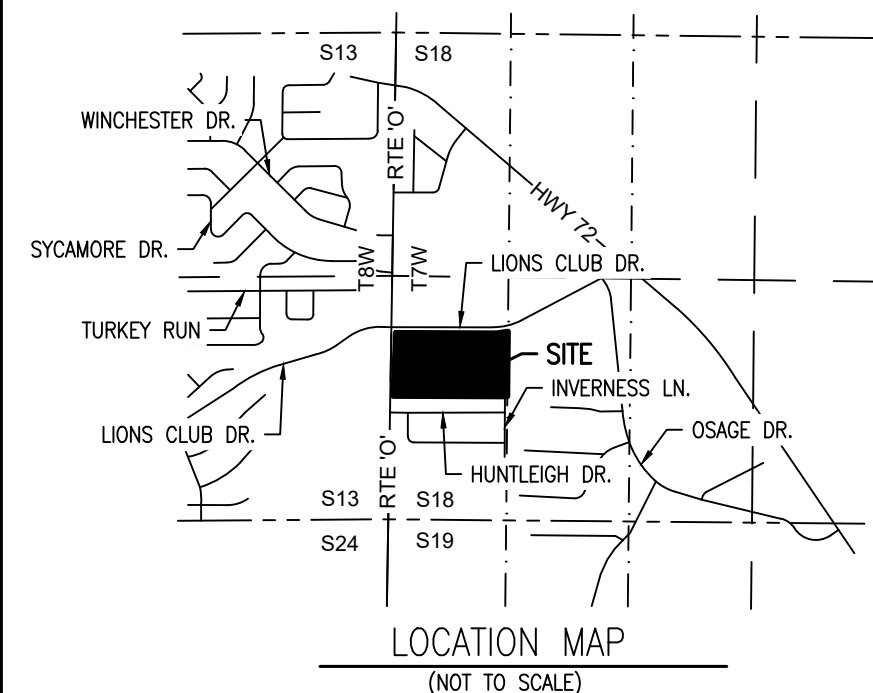 S13 S18
WINCHESTER DR.
RTE 'O'
HWY 72
SYCAMORE DR.
T8W T7W
LIONS CLUB DR.
TURKEY RUN
SITE
INVERNESS LN.
LIONS CLUB DR.
OSAGE DR.
HUNTLEIGH DR.
RTE 'O'
S13 S18
S24 S19
LOCATION MAP
(NOT TO SCALE)